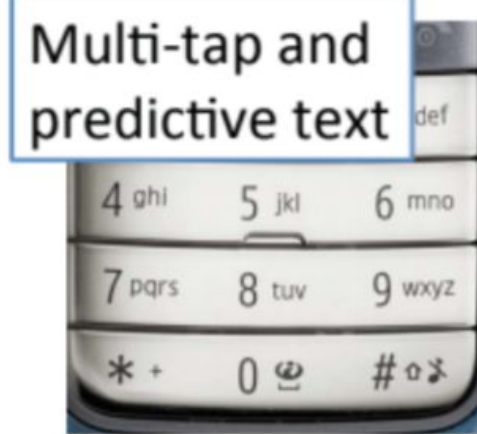 Multi-tap and
predictive text
def
4 ghi 5 jkl 6 mno
7 pqrs 8 tuv 9 wxyz
* + 0 #